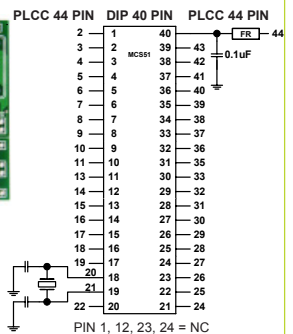 PLCC 44 PIN DIP 40 PIN PLCC 44 PIN
2 1 40 FR 44
3 2 MCS51 39 43
0.1uF
4 3 38 42
5 4 37 41
6 5 36 40
7 6 35 39
8 7 34 38
9 8 33 37
10 9 32 36
11 10 31 35
13 11 30 33
14 12 29 32
15 13 28 31
16 14 27 30
17 15 26 29
18 16 25 28
19 17 24 27
20 18 23 26
21 19 22 25
22 20 21 24
PIN 1, 12, 23, 24 = NC